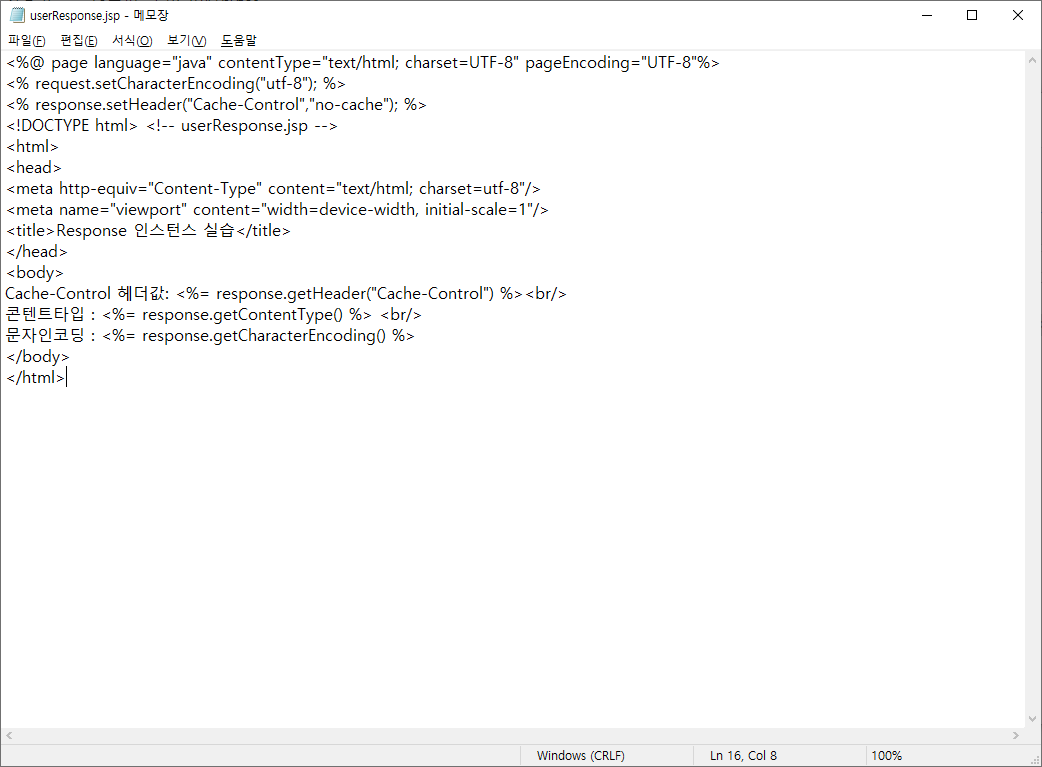 userResponse.jsp - 메모장
파일(F) 편집(E) 서식(O) 보기(V) 도움말
<%@ page language="java" contentType="text/html; charset=UTF-8" pageEncoding="UTF-8"%>
<% request.setCharacterEncoding("utf-8"); %>
<% response.setHeader("Cache-Control","no-cache"); %>
<!DOCTYPE html> <!-- userResponse.jsp -->
<html>
<head>
<meta http-equiv="Content-Type" content="text/html; charset=utf-8"/>
<meta name="viewport" content="width=device-width, initial-scale=1"/>
<title>Response 인스턴스 실습</title>
</head>
<body>
Cache-Control 헤더값: <%= response.getHeader("Cache-Control") %><br/>
콘텐트타입 : <%= response.getContentType() %> <br/>
문자인코딩 : <%= response.getCharacterEncoding() %>
</body>
</html>
Windows (CRLF) Ln 16, Col 8 100%